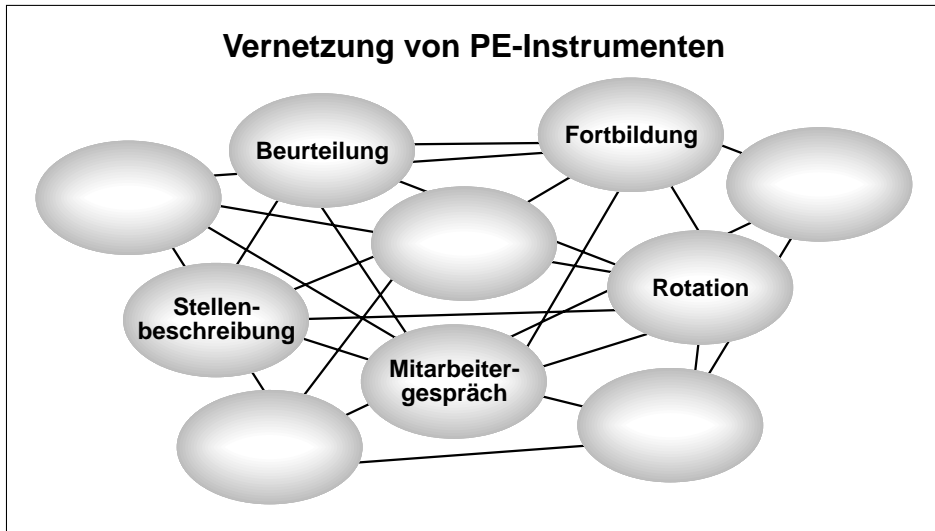 Vernetzung von PE-Instrumenten
Beurteilung
Fortbildung
Stellen-
beschreibung
Rotation
Mitarbeiter-
gespräch